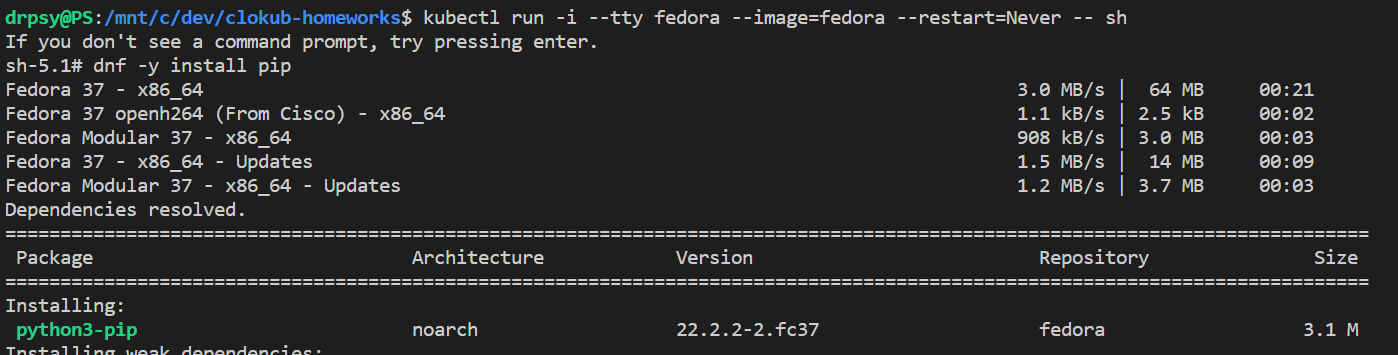 drpsy@PS:/mnt/c/dev/clokub-homeworks$ kubectl run -i --tty fedora --image=fedora --restart=Never -- sh
If you don't see a command prompt, try pressing enter.
sh-5.1# dnf -y install pip
Fedora 37 - x86_64 3.0 MB/s | 64 MB 00:21
Fedora 37 openh264 (From Cisco) - x86_64 1.1 kB/s | 2.5 kB 00:02
Fedora Modular 37 - x86_64 908 kB/s | 3.0 MB 00:03
Fedora 37 - x86_64 - Updates 1.5 MB/s | 14 MB 00:09
Fedora Modular 37 - x86_64 - Updates 1.2 MB/s | 3.7 MB 00:03
Dependencies resolved.
============================================================================================================================
Package Architecture Version Repository Size
============================================================================================================================
Installing:
python3-pip noarch 22.2.2-2.fc37 fedora 3.1 M
Installing weak dependencies: